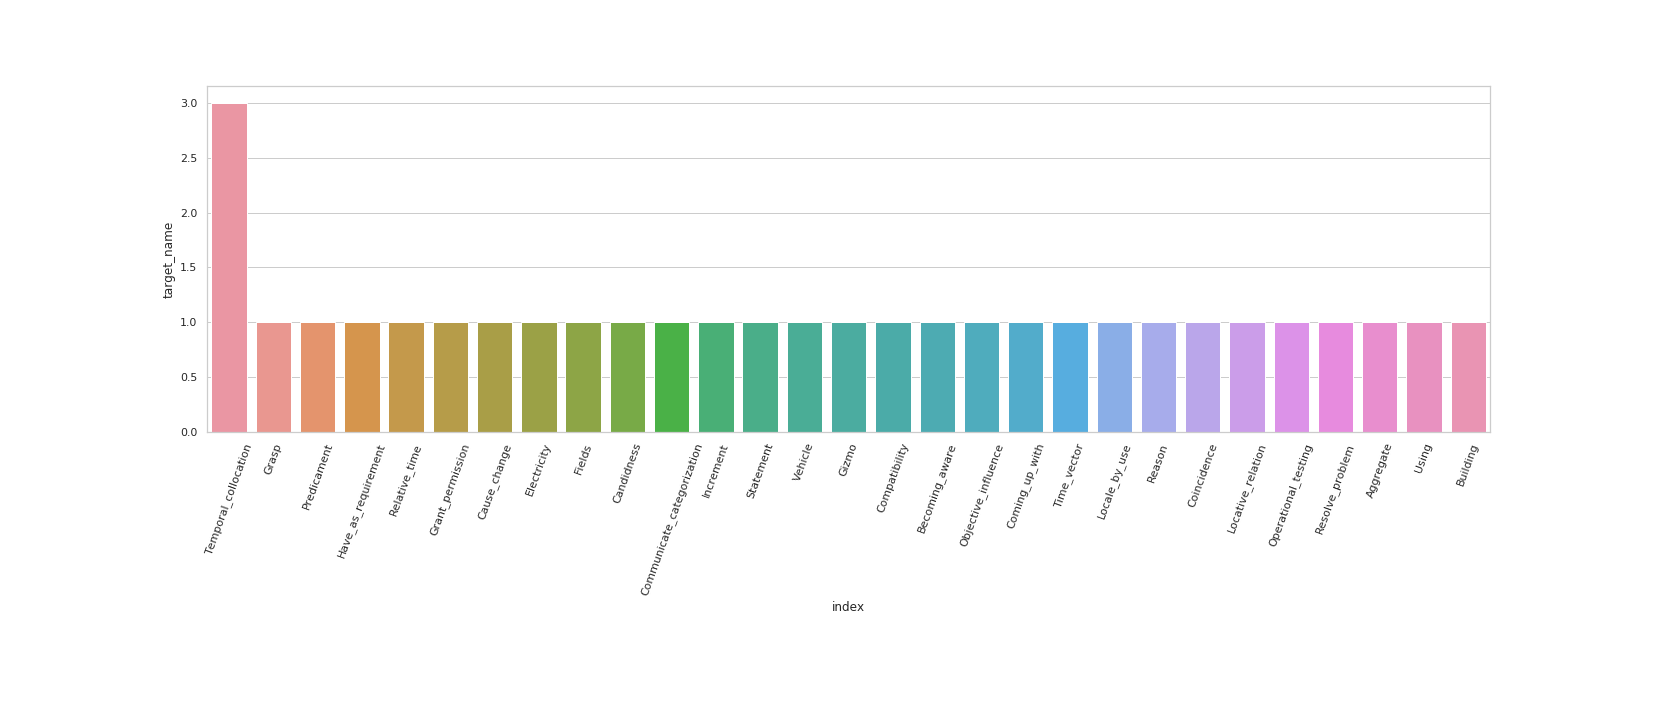 3.0
2.5
2.0
1.5
1.0
0.5
0.0
target_name
Temporal_collocation
Grasp
Predicament
Have_as_requirement
Relative_time
Grant_permission
Cause_change
Electricity
Fields
Candidness
Communicate_categorization
Increment
Statement
Vehicle
Gizmo
Compatibility
Becoming_aware
Objective_influence
Coming_up_with
Time_vector
Locale_by_use
Reason
Coincidence
Locative_relation
Operational_testing
Resolve_problem
Aggregate
Using
Building
index